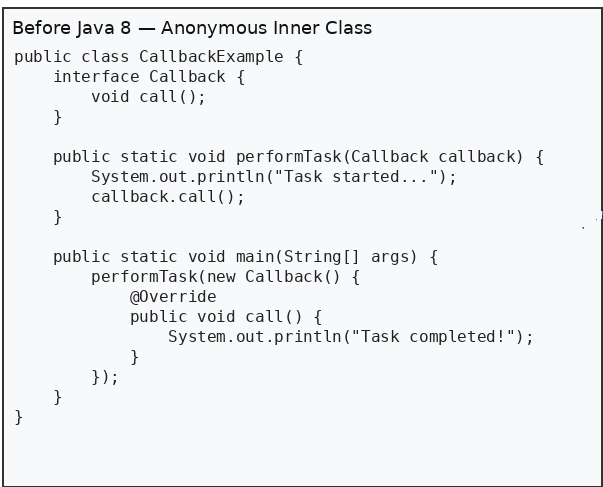 Before Java 8 — Anonymous Inner Class
public class CallbackExample {
    interface Callback {
        void call();
    }

    public static void performTask(Callback callback) {
        System.out.println("Task started...");
        callback.call();
    }

    public static void main(String[] args) {
        performTask(new Callback() {
            @Override
            public void call() {
                System.out.println("Task completed!");
            }
        });
    }
}